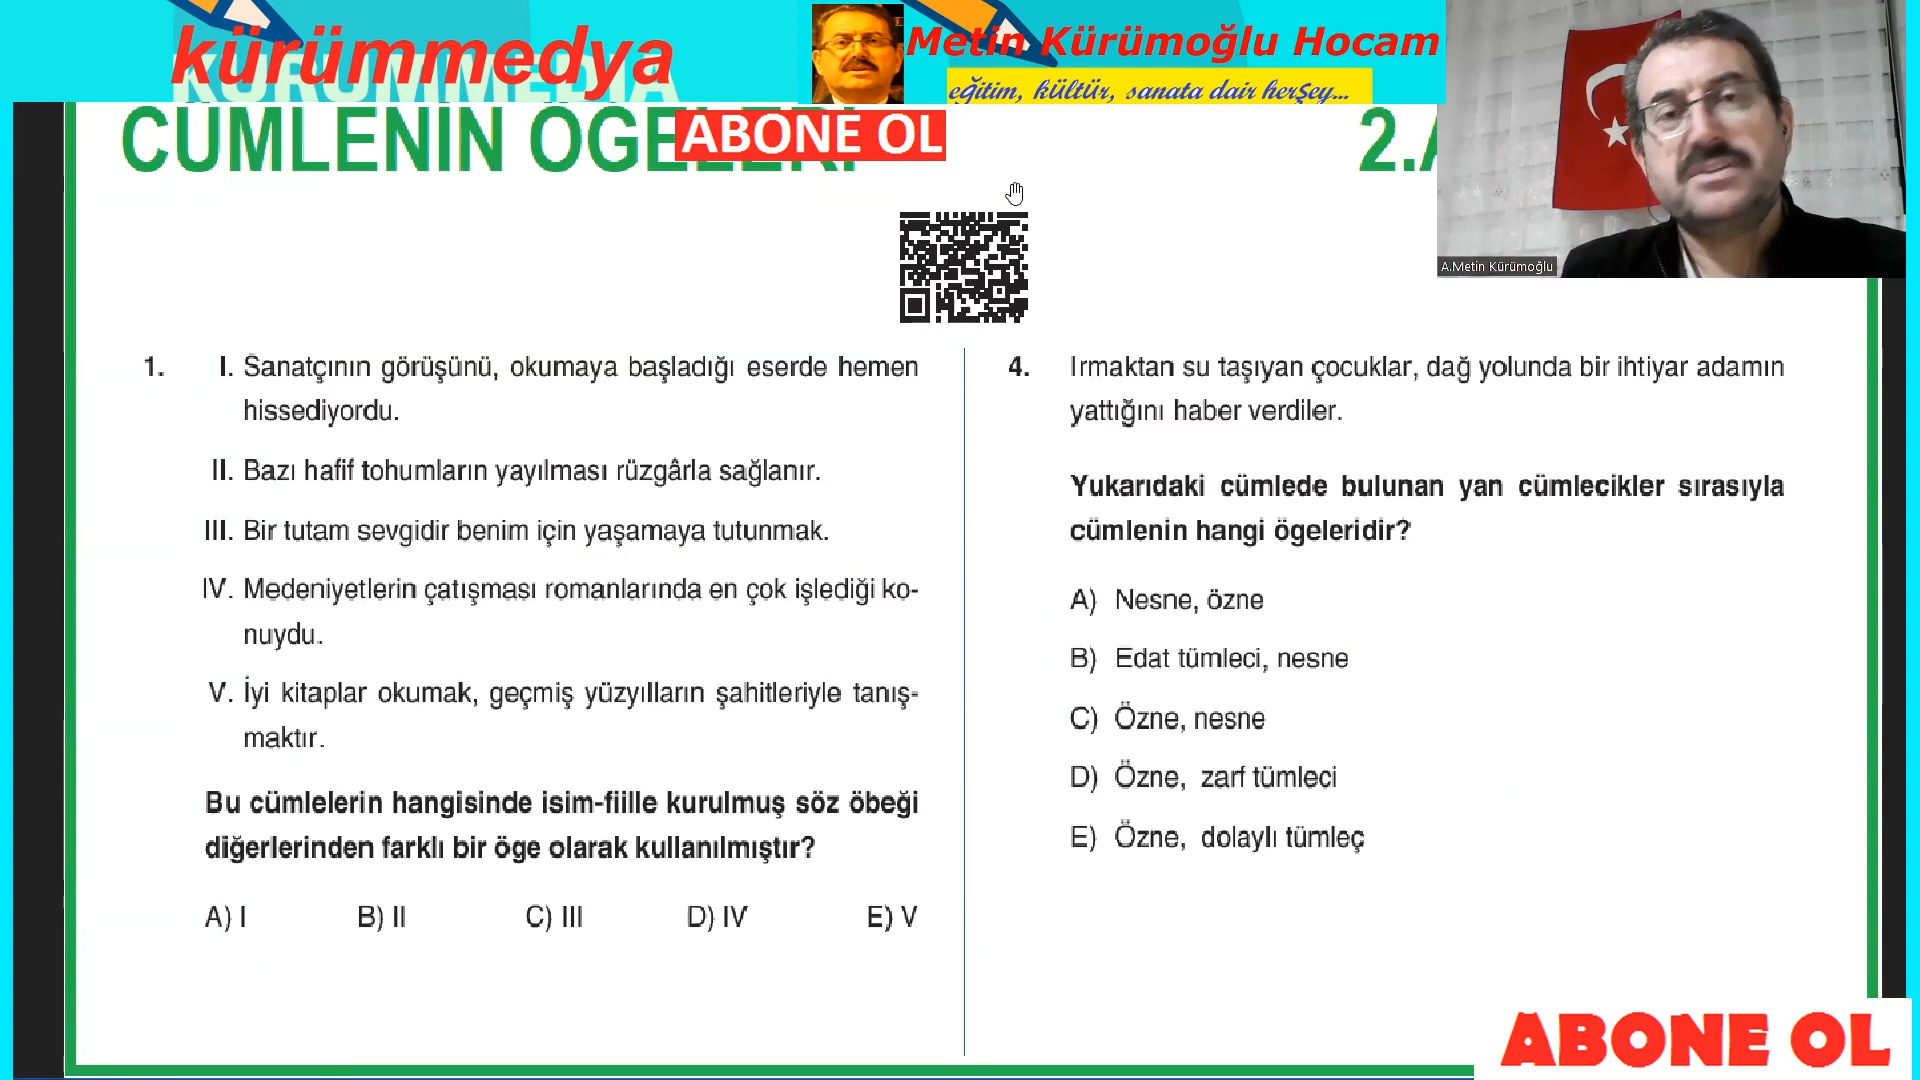 kürümmedya
KURUMMEDIA
Metin Kürümoğlu Hocam
eğitim, kültür, sanata dair herşey...
CÜMLENİN ÖGELERİ
ABONE OL
2.A
A.Metin Kürümoğlu
1. I. Sanatçının görüşünü, okumaya başladığı eserde hemen
hissediyordu.
II. Bazı hafif tohumların yayılması rüzgârla sağlanır.
III. Bir tutam sevgidir benim için yaşamaya tutunmak.
IV. Medeniyetlerin çatışması romanlarında en çok işlediği ko-
nuydu.
V. İyi kitaplar okumak, geçmiş yüzyılların şahitleriyle tanış-
maktır.
Bu cümlelerin hangisinde isim-fiille kurulmuş söz öbeği
diğerlerinden farklı bir öge olarak kullanılmıştır?
A) I B) II C) III D) IV E) V
4. Irmaktan su taşıyan çocuklar, dağ yolunda bir ihtiyar adamın
yattığını haber verdiler.
Yukarıdaki cümlede bulunan yan cümlecikler sırasıyla
cümlenin hangi ögeleridir?
A) Nesne, özne
B) Edat tümleci, nesne
C) Özne, nesne
D) Özne, zarf tümleci
E) Özne, dolaylı tümleç
ABONE OL